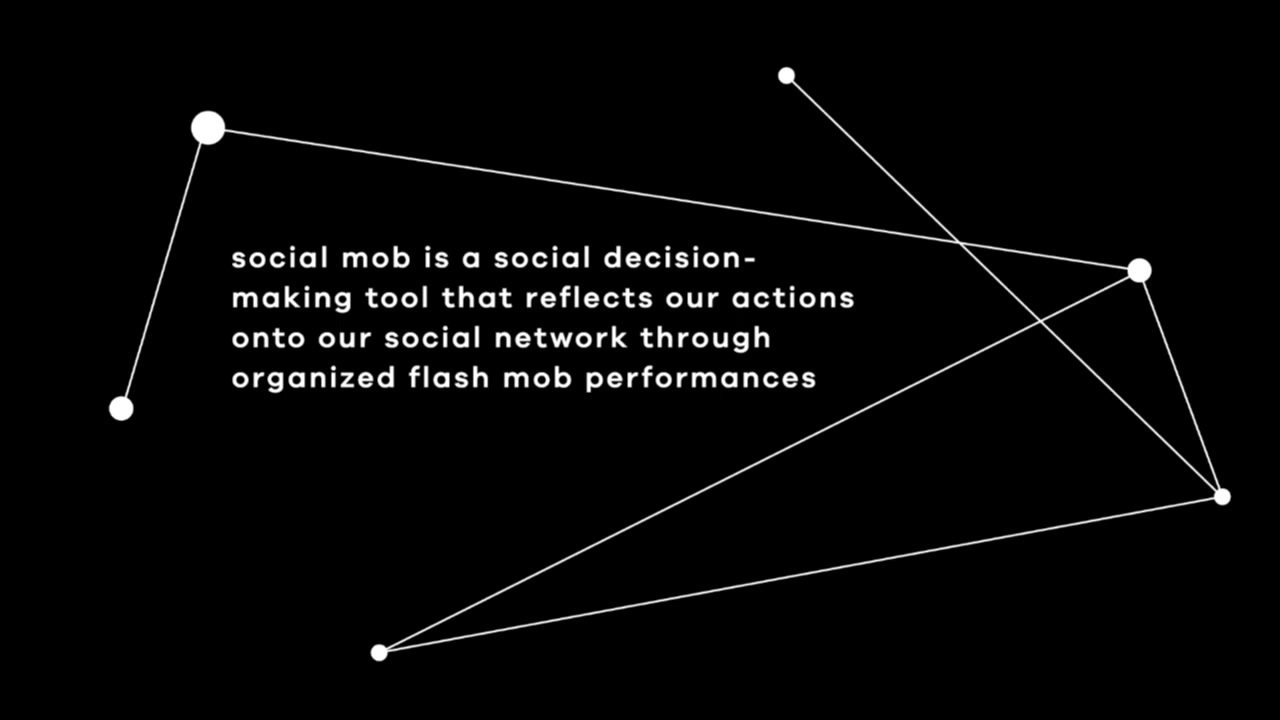 social mob is a social decision-
making tool that reflects our actions
onto our social network through
organized flash mob performances